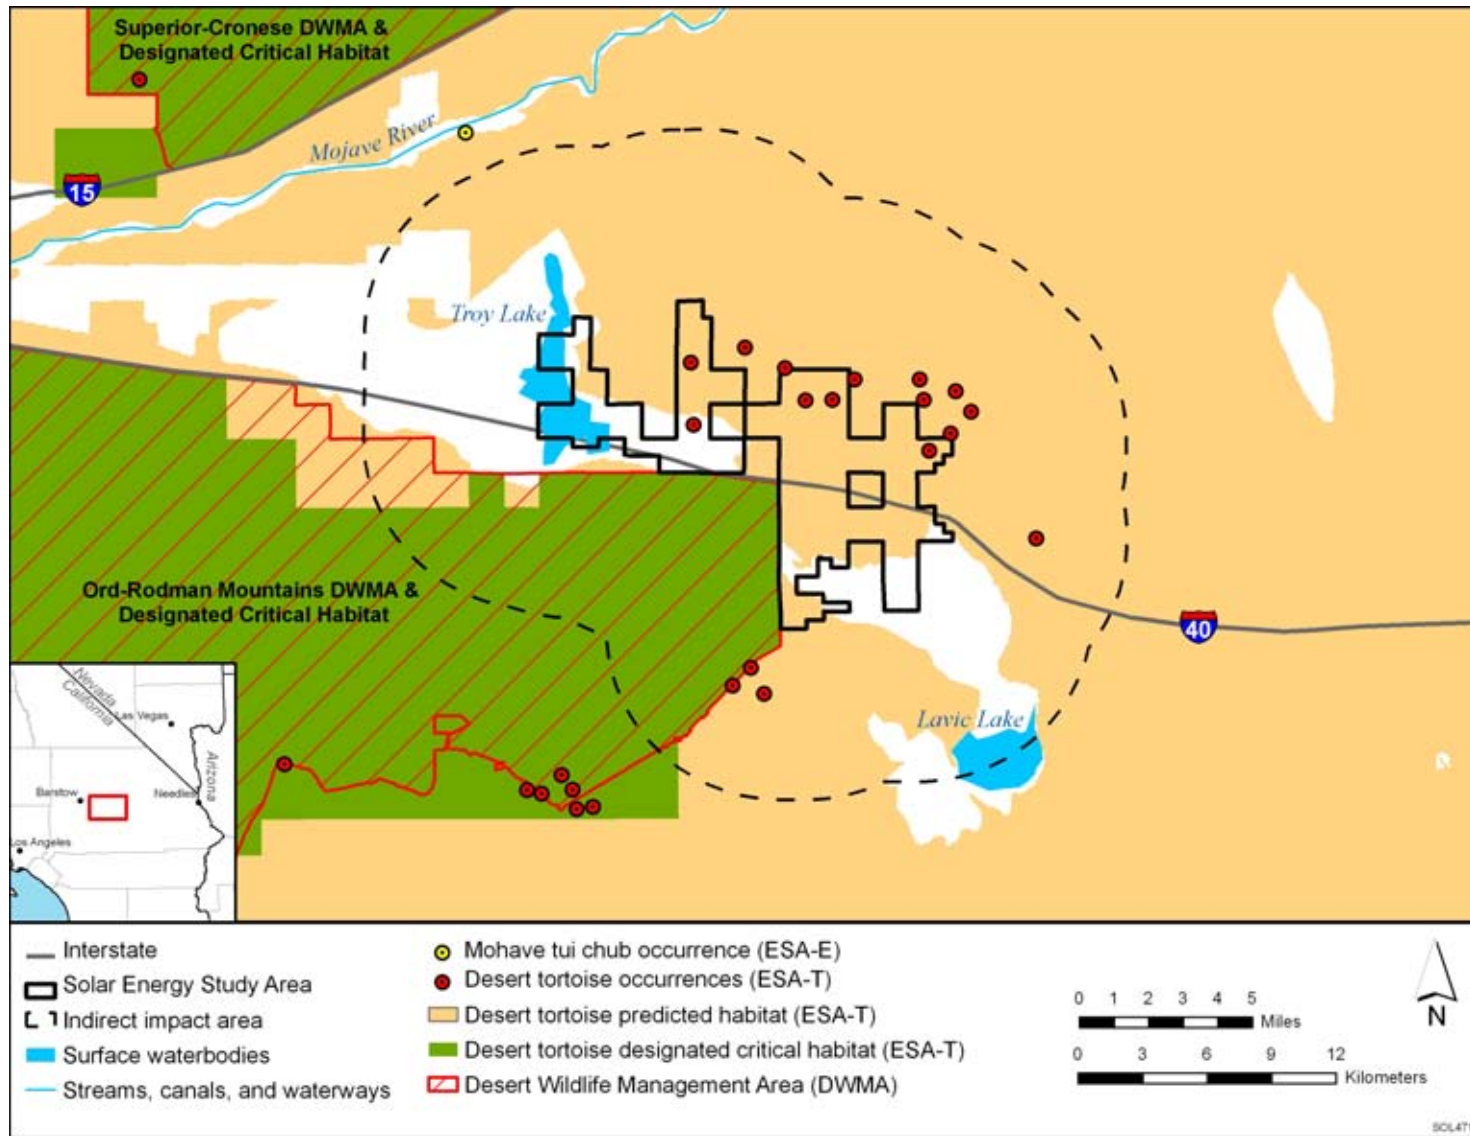 Superior-Cronese DWMA &
Designated Critical Habitat
Mojave River
15
Troy Lake
Ord-Rodman Mountains DWMA &
Designated Critical Habitat
40
Lavic Lake
Nevada
California
Las Vegas
Arizona
Barstow
Needles
Los Angeles
Interstate
Solar Energy Study Area
Indirect impact area
Surface waterbodies
Streams, canals, and waterways
Mohave tui chub occurrence (ESA-E)
Desert tortoise occurrences (ESA-T)
Desert tortoise predicted habitat (ESA-T)
Desert tortoise designated critical habitat (ESA-T)
Desert Wildlife Management Area (DWMA)
0 1 2 3 4 5
Miles
0 3 6 9 12
Kilometers
N